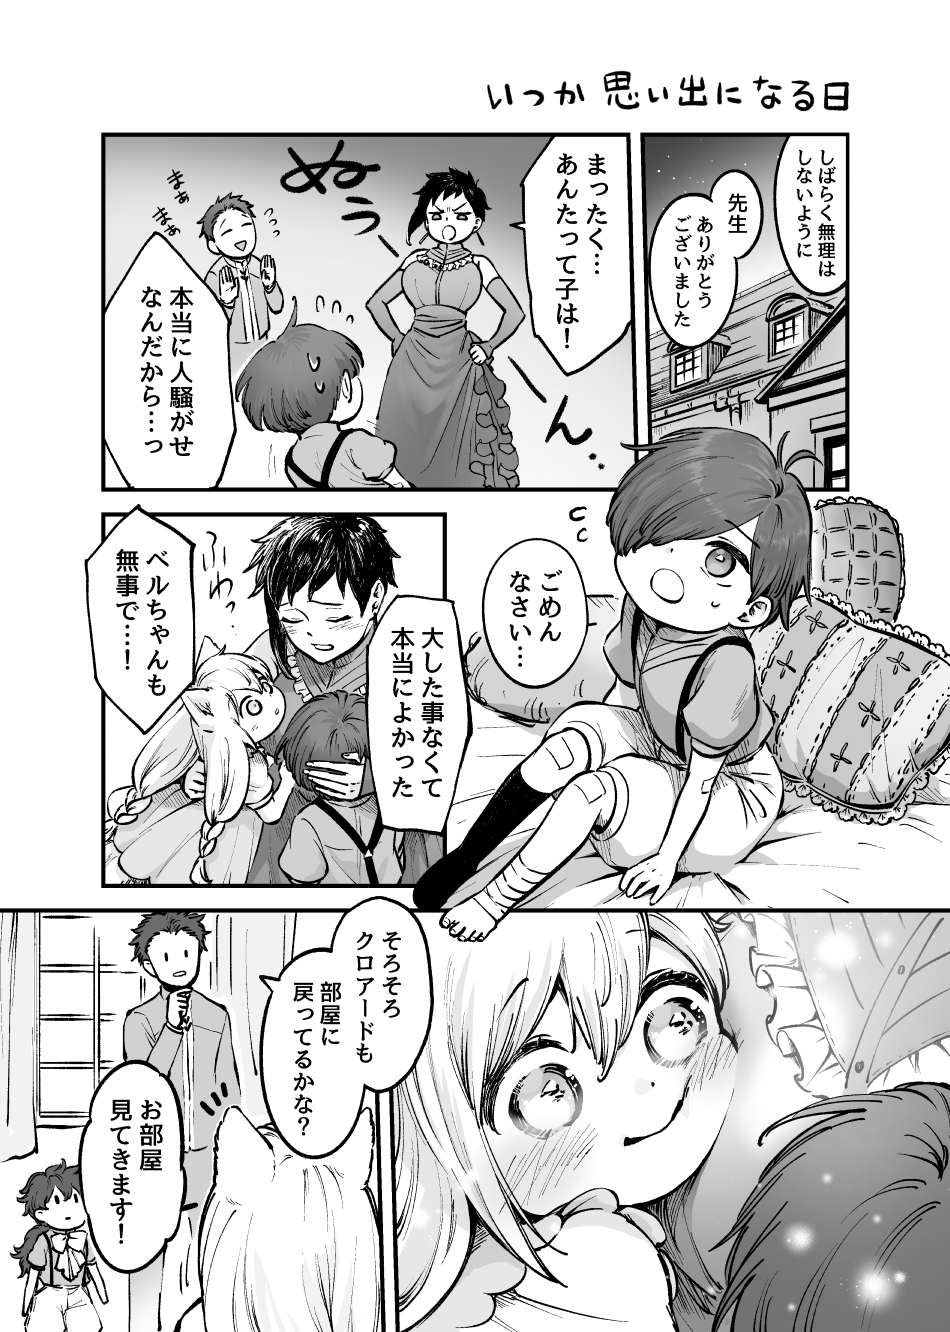 いつか 思い出になる日
しばらく無理は
しないように
先生
ありがとう
ございました
まったく…
あんたって子は！
ぬぅーーん…
まぁ
まぁ
本当に人騒がせ
なんだから…っ
ごめん
なさい…
大した事なくて
本当によかった
ふわっ
ベルちゃんも
無事で…！
そろそろ
クロアードも
部屋に
戻ってるかな？
お部屋
見てきます！